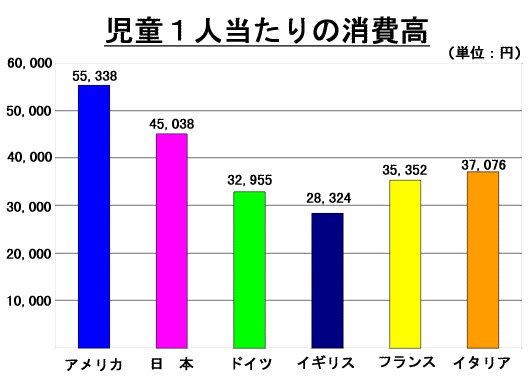 児童１人当たりの消費高
（単位：円）
60,000
50,000
40,000
30,000
20,000
10,000
55,338
45,038
32,955
28,324
35,352
37,076
アメリカ
日　本
ドイツ
イギリス
フランス
イタリア